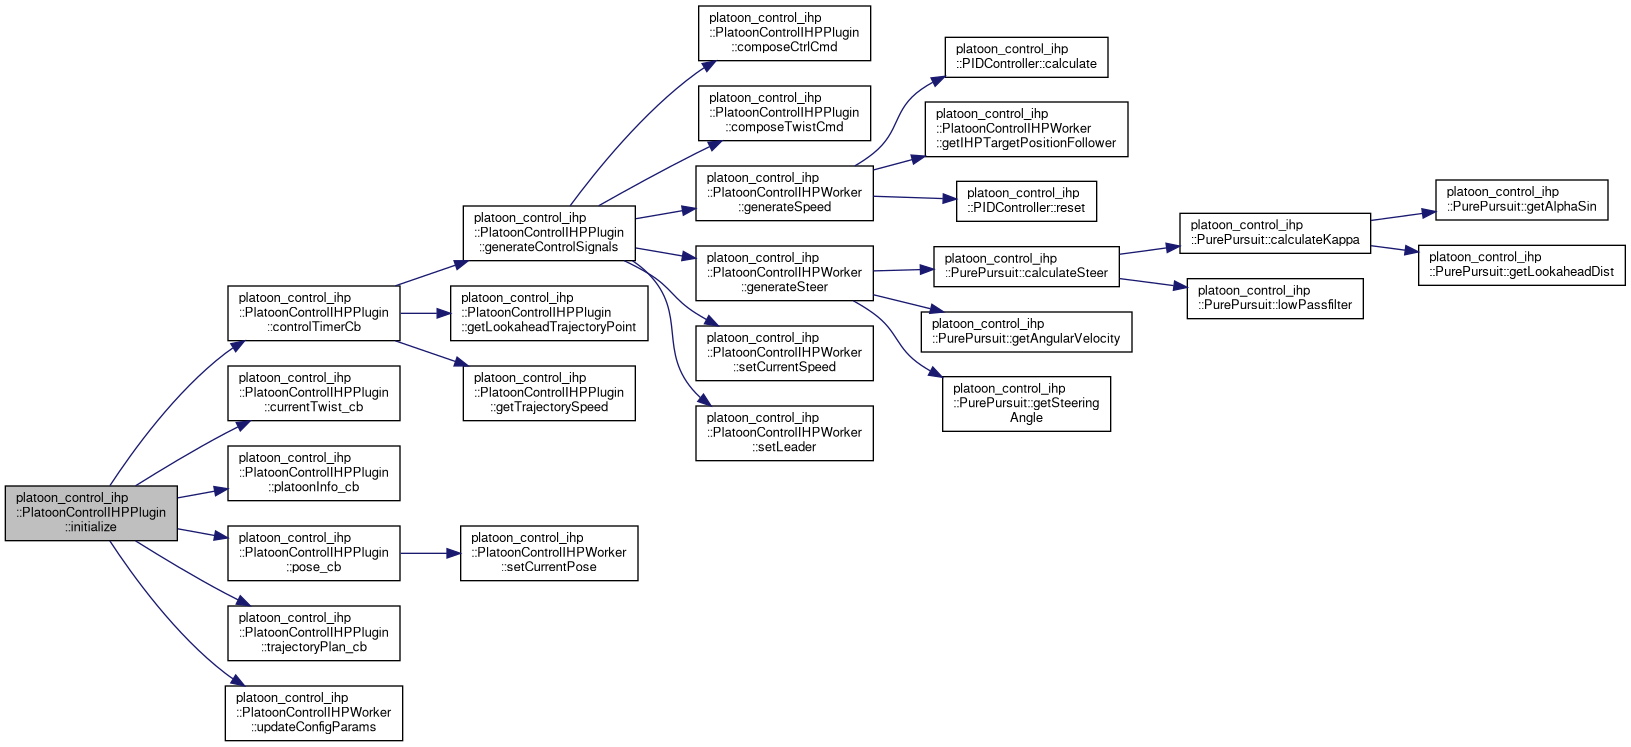 platoon_control_ihp
::PlatoonControlIHPPlugin
::initialize
platoon_control_ihp
::PlatoonControlIHPPlugin
::controlTimerCb
platoon_control_ihp
::PlatoonControlIHPPlugin
::currentTwist_cb
platoon_control_ihp
::PlatoonControlIHPPlugin
::platoonInfo_cb
platoon_control_ihp
::PlatoonControlIHPPlugin
::pose_cb
platoon_control_ihp
::PlatoonControlIHPPlugin
::trajectoryPlan_cb
platoon_control_ihp
::PlatoonControlIHPWorker
::updateConfigParams
platoon_control_ihp
::PlatoonControlIHPPlugin
::generateControlSignals
platoon_control_ihp
::PlatoonControlIHPPlugin
::getLookaheadTrajectoryPoint
platoon_control_ihp
::PlatoonControlIHPPlugin
::getTrajectorySpeed
platoon_control_ihp
::PlatoonControlIHPWorker
::setCurrentPose
platoon_control_ihp
::PlatoonControlIHPPlugin
::composeCtrlCmd
platoon_control_ihp
::PlatoonControlIHPPlugin
::composeTwistCmd
platoon_control_ihp
::PlatoonControlIHPWorker
::generateSpeed
platoon_control_ihp
::PlatoonControlIHPWorker
::generateSteer
platoon_control_ihp
::PlatoonControlIHPWorker
::setCurrentSpeed
platoon_control_ihp
::PlatoonControlIHPWorker
::setLeader
platoon_control_ihp
::PIDController::calculate
platoon_control_ihp
::PlatoonControlIHPWorker
::getIHPTargetPositionFollower
platoon_control_ihp
::PIDController::reset
platoon_control_ihp
::PurePursuit::calculateSteer
platoon_control_ihp
::PurePursuit::getAngularVelocity
platoon_control_ihp
::PurePursuit::getSteering
Angle
platoon_control_ihp
::PurePursuit::calculateKappa
platoon_control_ihp
::PurePursuit::lowPassfilter
platoon_control_ihp
::PurePursuit::getAlphaSin
platoon_control_ihp
::PurePursuit::getLookaheadDist